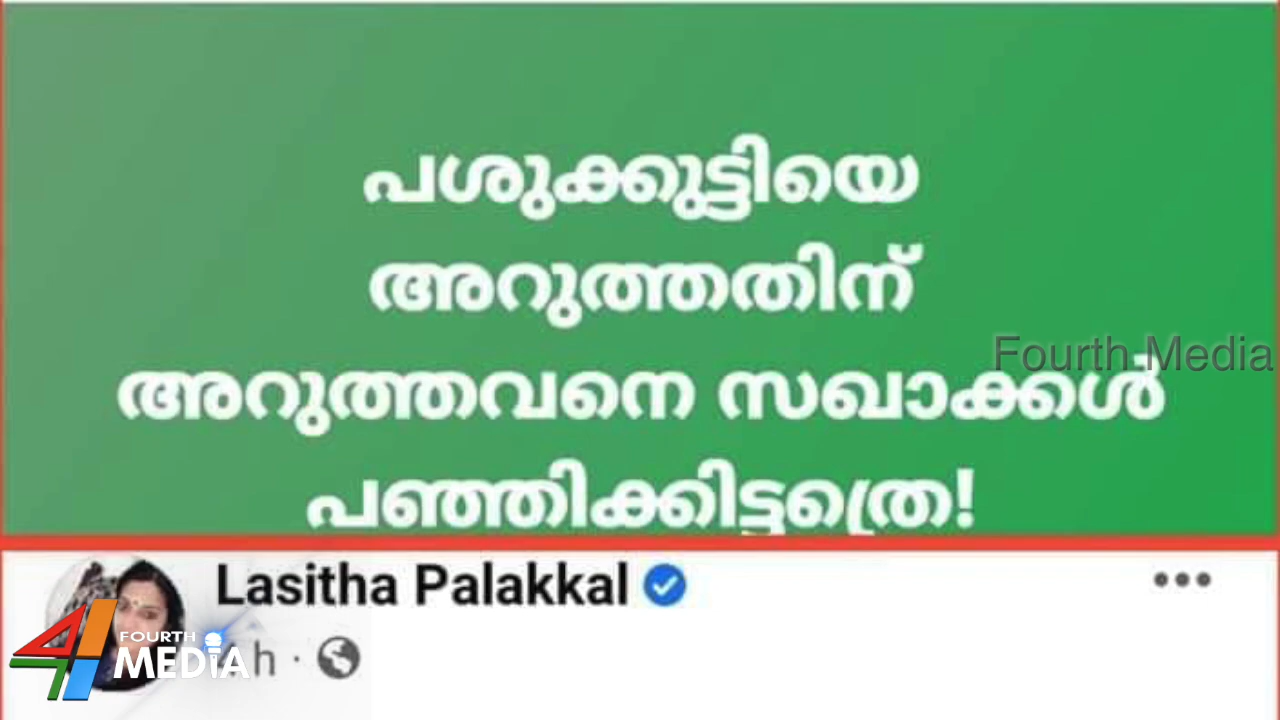 പശുക്കുട്ടിയെ
അറുത്തതിന്
അറുത്തവനെ സഖാക്കൾ
പഞ്ഞിക്കിട്ടത്രെ!
Fourth Media
Lasitha Palakkal
h ·
FOURTH
MEDIA